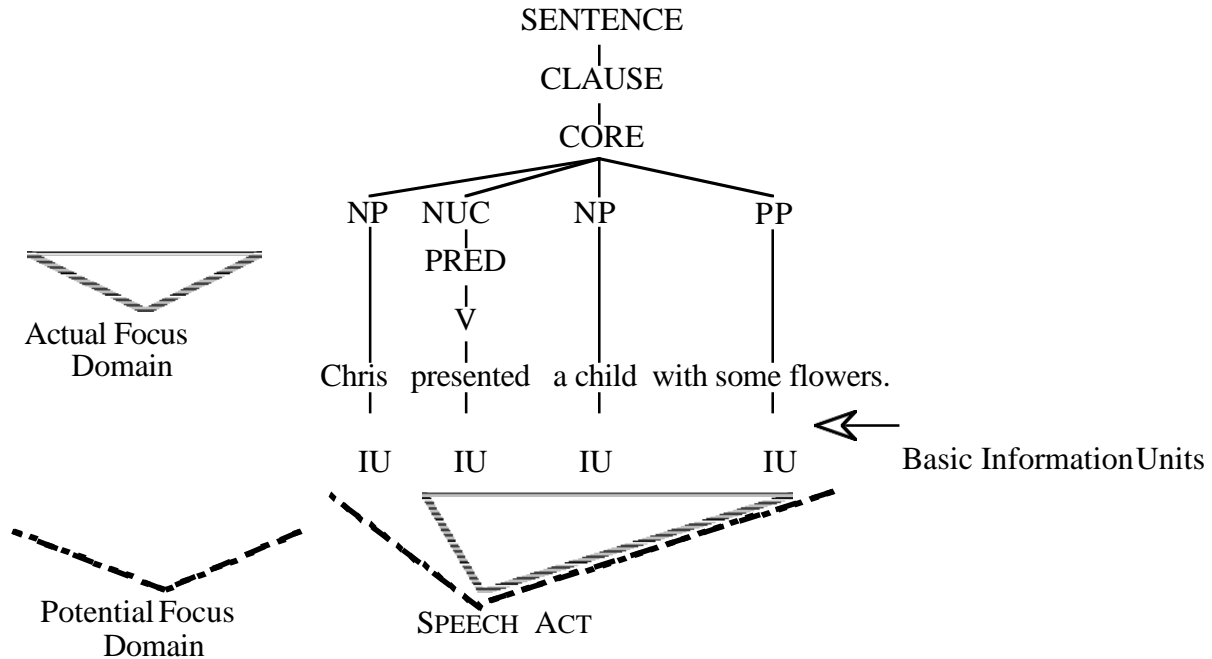 SENTENCE
CLAUSE
CORE
NP NUC NP PP
PRED
V
Actual Focus
Domain
Chris presented a child with some flowers.
IU IU IU IU
Basic Information Units
Potential Focus
Domain
SPEECH ACT